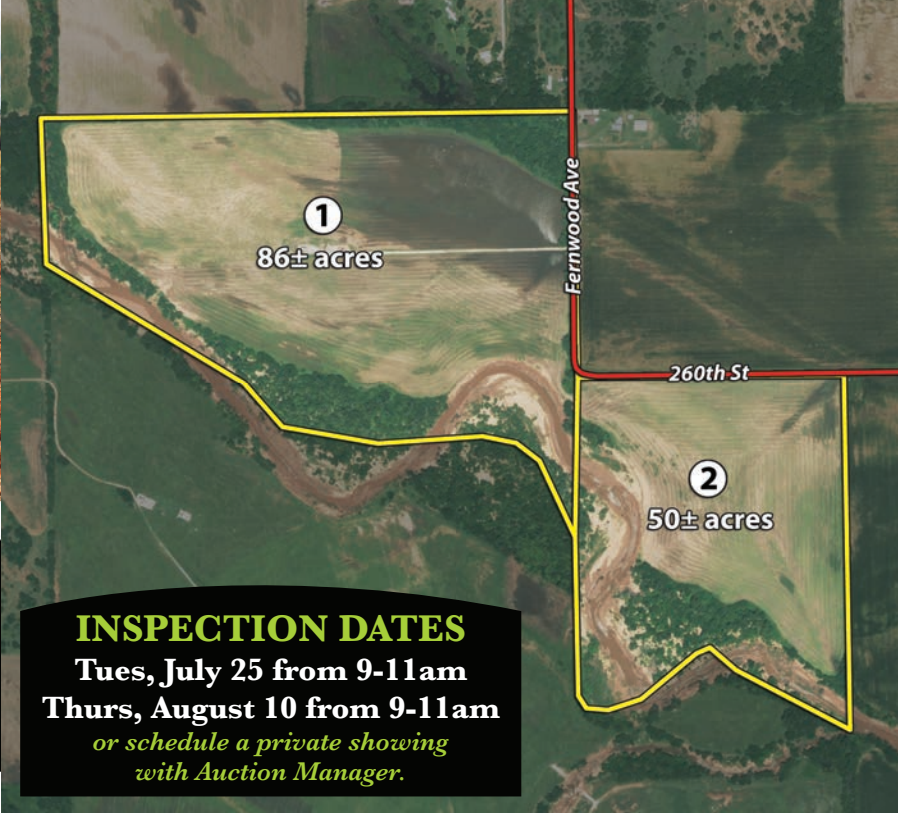 1
86± acres
Fernwood Ave
260th St
2
50± acres
INSPECTION DATES
Tues, July 25 from 9-11am
Thurs, August 10 from 9-11am
or schedule a private showing
with Auction Manager.